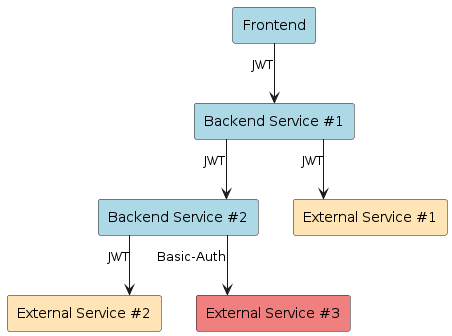 Frontend
JWT
Backend Service #1
JWT
JWT
Backend Service #2
External Service #1
JWT
Basic-Auth
External Service #2
External Service #3